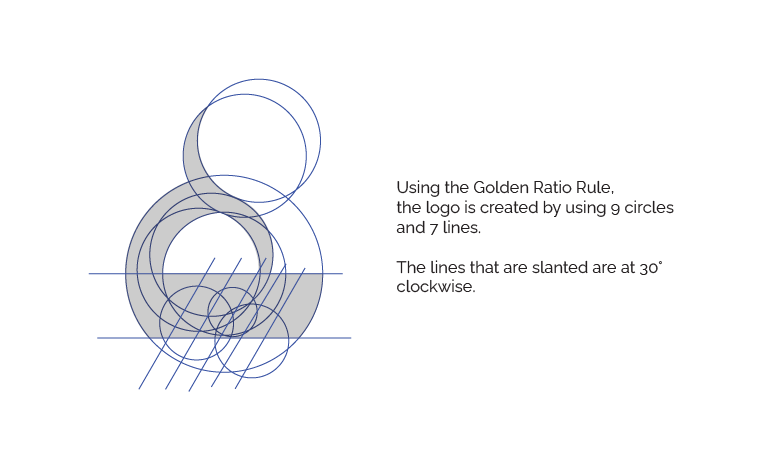 Using the Golden Ratio Rule,
the logo is created by using 9 circles
and 7 lines.
The lines that are slanted are at 30°
clockwise.